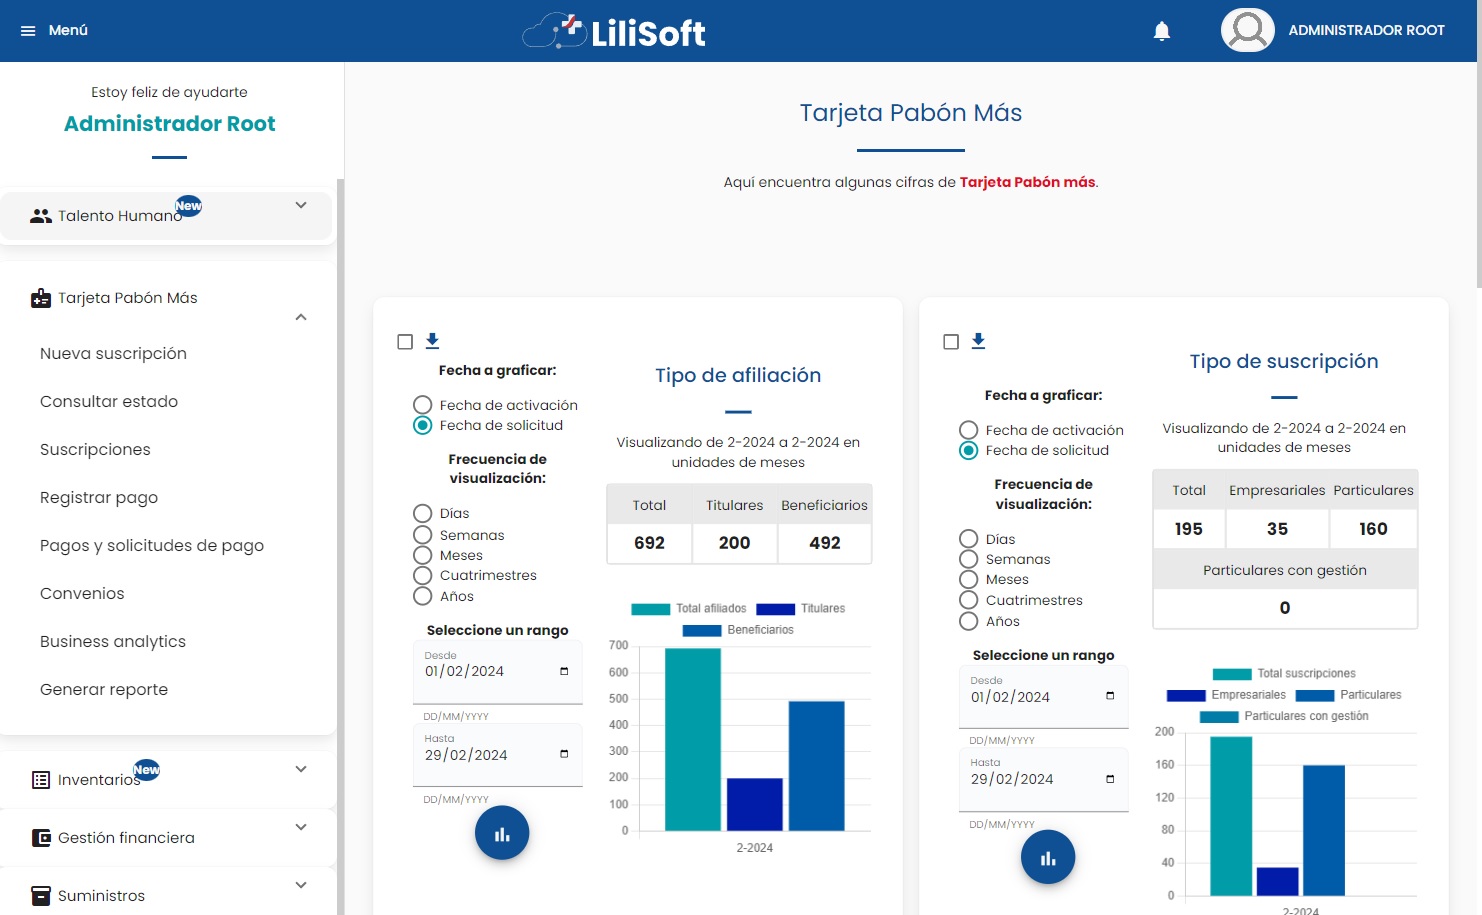 Menú
LiliSoft
ADMINISTRADOR ROOT
Estoy feliz de ayudarte
Administrador Root
Talento Humano
New
Tarjeta Pabón Más
Nueva suscripción
Consultar estado
Suscripciones
Registrar pago
Pagos y solicitudes de pago
Convenios
Business analytics
Generar reporte
Inventarios
New
Gestión financiera
Suministros
Tarjeta Pabón Más
Aquí encuentra algunas cifras de Tarjeta Pabón más.
Fecha a graficar:
Fecha de activación
Fecha de solicitud
Frecuencia de
visualización:
Días
Semanas
Meses
Cuatrimestres
Años
Seleccione un rango
Desde
01/02/2024
DD/MM/YYYY
Hasta
29/02/2024
DD/MM/YYYY
Tipo de afiliación
Visualizando de 2-2024 a 2-2024 en
unidades de meses
Total Titulares Beneficiarios
692 200 492
Total afiliados Titulares
Beneficiarios
700
600
500
400
300
200
100
0
2-2024
Fecha a graficar:
Fecha de activación
Fecha de solicitud
Frecuencia de
visualización:
Días
Semanas
Meses
Cuatrimestres
Años
Seleccione un rango
Desde
01/02/2024
DD/MM/YYYY
Hasta
29/02/2024
DD/MM/YYYY
Tipo de suscripción
Visualizando de 2-2024 a 2-2024 en
unidades de meses
Total Empresariales Particulares
195 35 160
Particulares con gestión
0
Total suscripciones
Empresariales Particulares
Particulares con gestión
200
160
120
80
40
0
2-2024